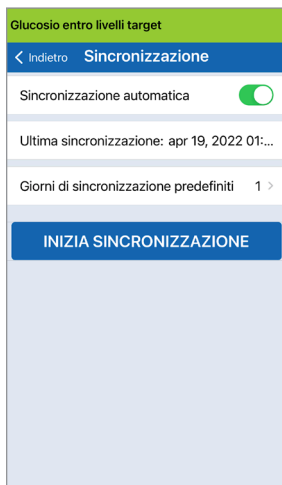 Glucosio entro livelli target
Indietro Sincronizzazione
Sincronizzazione automatica
Ultima sincronizzazione: apr 19, 2022 01:...
Giorni di sincronizzazione predefiniti 1
INIZIA SINCRONIZZAZIONE